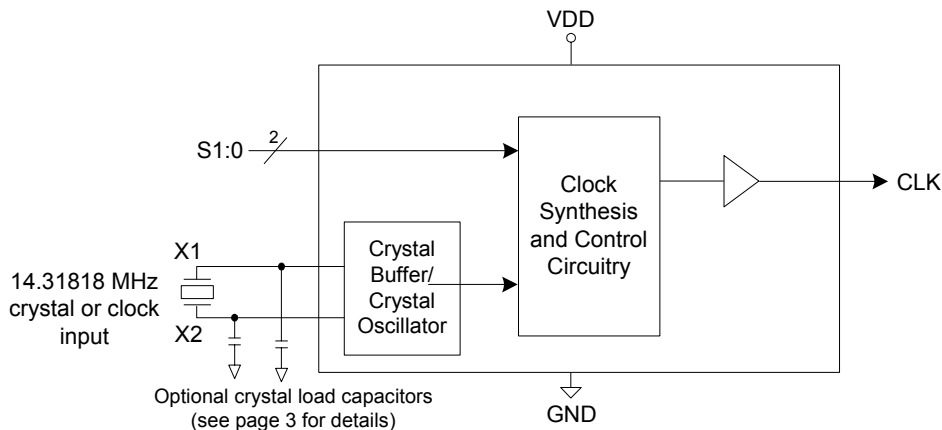 VDD
2
S1:0
CLK
Clock
Synthesis
and Control
Circuitry
X1
Crystal
Buffer/
Crystal
Oscillator
14.31818 MHz
crystal or clock
input
X2
Optional crystal load capacitors
(see page 3 for details)
GND